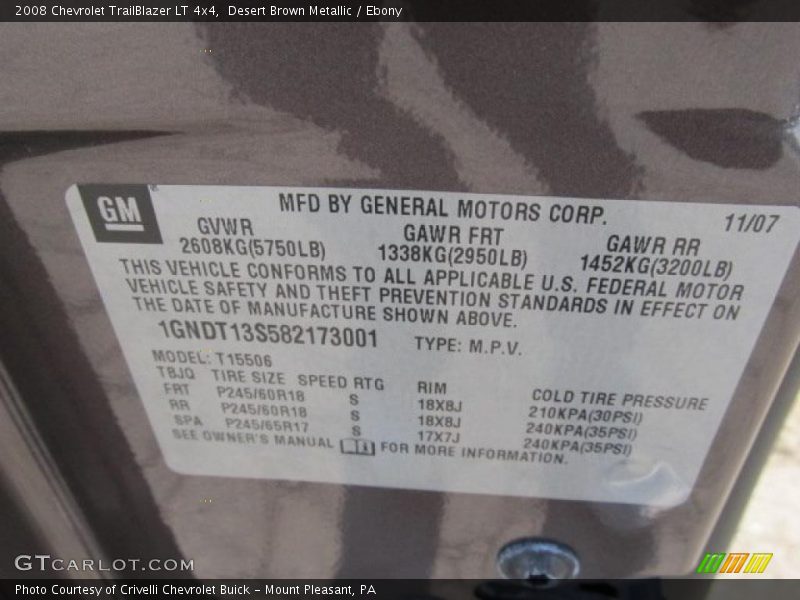 2008 Chevrolet TrailBlazer LT 4x4,  Desert Brown Metallic / Ebony
GM
MFD BY GENERAL MOTORS CORP.
11/07
GVWR GAWR FRT GAWR RR
2608KG(5750LB) 1338KG(2950LB) 1452KG(3200LB)
THIS VEHICLE CONFORMS TO ALL APPLICABLE U.S. FEDERAL MOTOR
VEHICLE SAFETY AND THEFT PREVENTION STANDARDS IN EFFECT ON
THE DATE OF MANUFACTURE SHOWN ABOVE.
1GNDT13S582173001 TYPE: M.P.V.
MODEL: T15506
TBJQ TIRE SIZE SPEED RTG RIM COLD TIRE PRESSURE
FRT P245/60R18 S 18X8J 210KPA(30PSI)
RR P245/60R18 S 18X8J 240KPA(35PSI)
SPA P245/65R17 S 17X7J 240KPA(35PSI)
SEE OWNER'S MANUAL FOR MORE INFORMATION.
GTCARLOT.COM
Photo Courtesy of Crivelli Chevrolet Buick - Mount Pleasant, PA